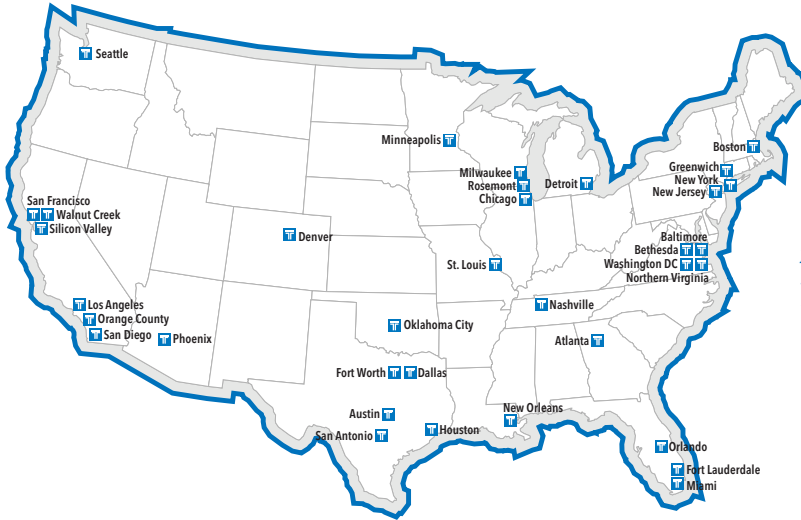 Seattle
Minneapolis
Boston
Milwaukee
Greenwich
Rosemont
Detroit
New York
New Jersey
Chicago
San Francisco
Walnut Creek
Silicon Valley
Denver
Baltimore
Bethesda
St. Louis
Washington DC
Northern Virginia
Los Angeles
Nashville
Orange County
Oklahoma City
San Diego
Phoenix
Atlanta
Fort Worth
Dallas
New Orleans
Austin
Houston
San Antonio
Orlando
Fort Lauderdale
Miami